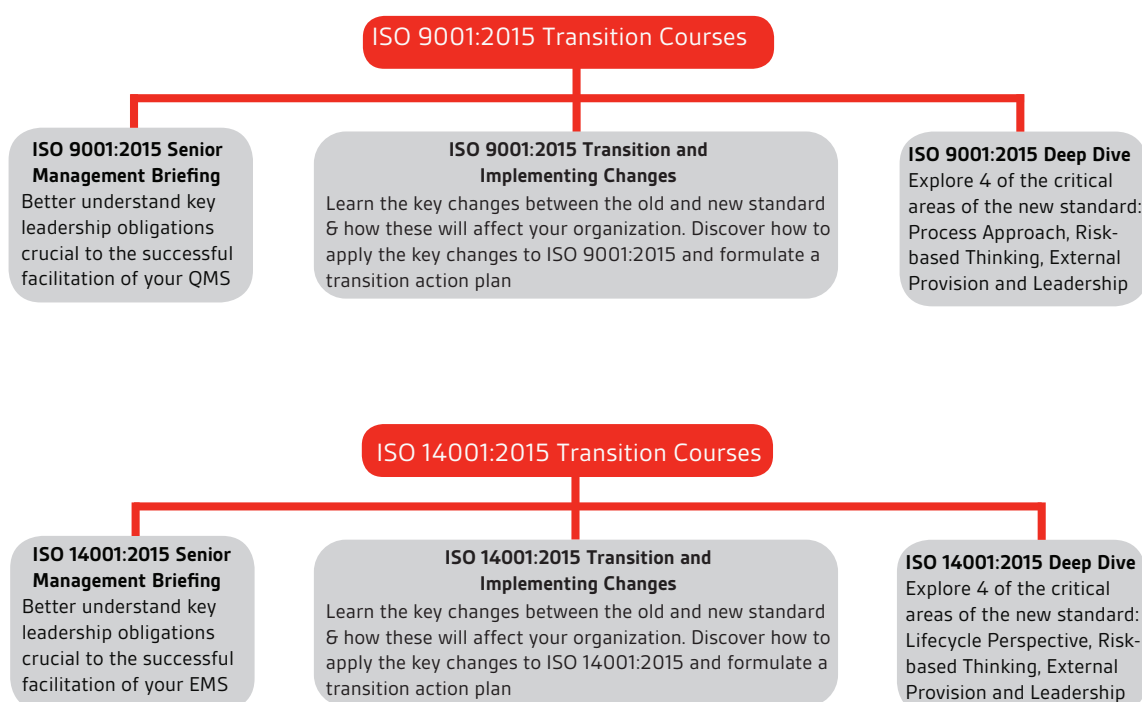 ISO 9001:2015 Transition Courses
ISO 9001:2015 Senior
Management Briefing
Better understand key
leadership obligations
crucial to the successful
facilitation of your QMS
ISO 9001:2015 Transition and
Implementing Changes
Learn the key changes between the old and new standard
& how these will affect your organization. Discover how to
apply the key changes to ISO 9001:2015 and formulate a
transition action plan
ISO 9001:2015 Deep Dive
Explore 4 of the critical
areas of the new standard:
Process Approach, Risk-
based Thinking, External
Provision and Leadership
ISO 14001:2015 Transition Courses
ISO 14001:2015 Senior
Management Briefing
Better understand key
leadership obligations
crucial to the successful
facilitation of your EMS
ISO 14001:2015 Transition and
Implementing Changes
Learn the key changes between the old and new standard
& how these will affect your organization. Discover how to
apply the key changes to ISO 14001:2015 and formulate a
transition action plan
ISO 14001:2015 Deep Dive
Explore 4 of the critical
areas of the new standard:
Lifecycle Perspective, Risk-
based Thinking, External
Provision and Leadership